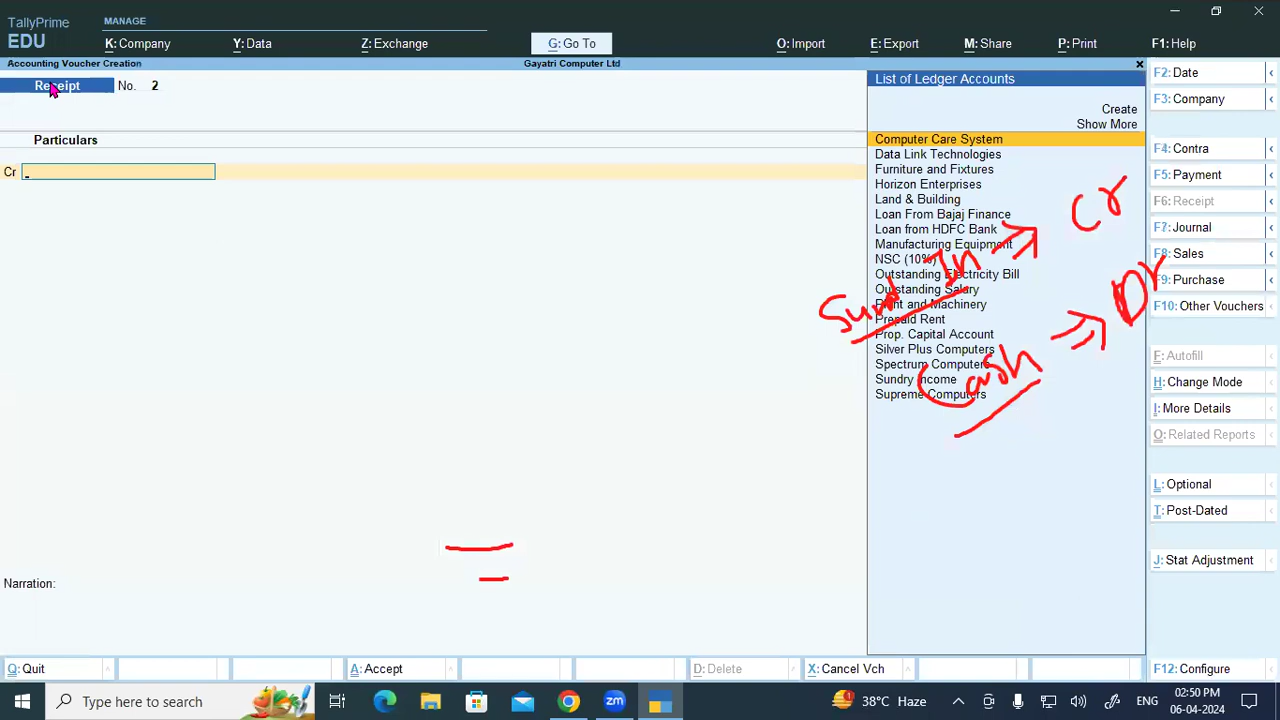 TallyPrime
EDU
MANAGE
K: Company
Y: Data
Z: Exchange
G: Go To
O: Import
E: Export
M: Share
P: Print
F1: Help
Accounting Voucher Creation
Gayatri Computer Ltd
Receipt
No. 2
Particulars
Cr
Narration:
List of Ledger Accounts
Create
Show More
Computer Care System
Data Link Technologies
Furniture and Fixtures
Horizon Enterprises
Land & Building
Loan From Bajaj Finance
Loan from HDFC Bank
Manufacturing Equipment
NSC (10%)
Outstanding Electricity Bill
Outstanding Salary
Plant and Machinery
Prepaid Rent
Prop. Capital Account
Silver Plus Computers
Spectrum Computers
Sundry Income
Supreme Computers
In → Cr
Cash → Dr
F2: Date
F3: Company
F4: Contra
F5: Payment
F6: Receipt
F7: Journal
F8: Sales
F9: Purchase
F10: Other Vouchers
F: Autofill
H: Change Mode
I: More Details
O: Related Reports
L: Optional
T: Post-Dated
J: Stat Adjustment
Q: Quit
A: Accept
D: Delete
X: Cancel Vch
F12: Configure
Type here to search
38°C Haze
ENG
02:50 PM
06-04-2024